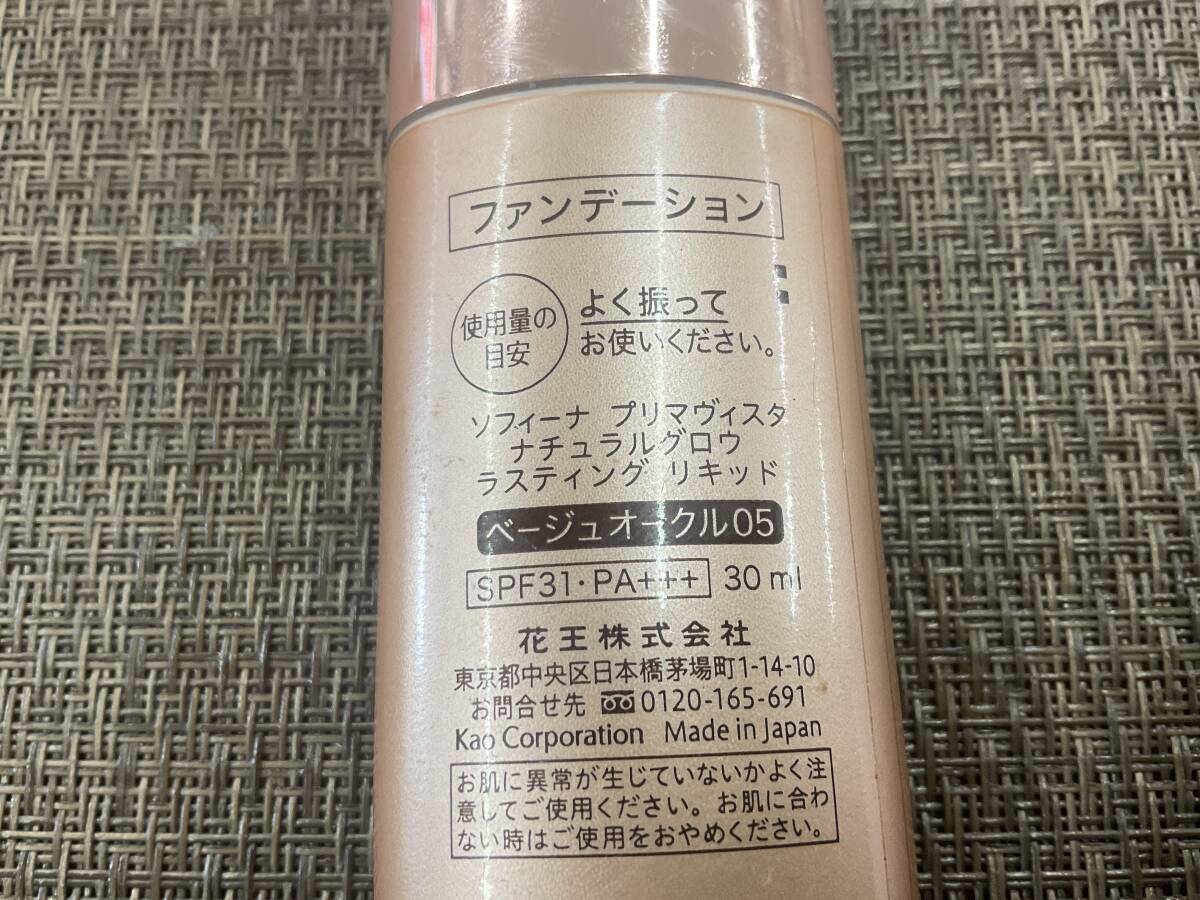 ファンデーション
使用量の
目安
よく振って
お使いください。
ソフィーナ プリマヴィスタ
ナチュラルグロウ
ラスティング リキッド
ベージュオークル05
SPF31・PA+++ 30ml
花王株式会社
東京都中央区日本橋茅場町1-14-10
お問合せ先 0120-165-691
Kao Corporation Made in Japan
お肌に異常が生じていないかよく注
意してご使用ください。お肌に合わ
ない時はご使用をおやめください。